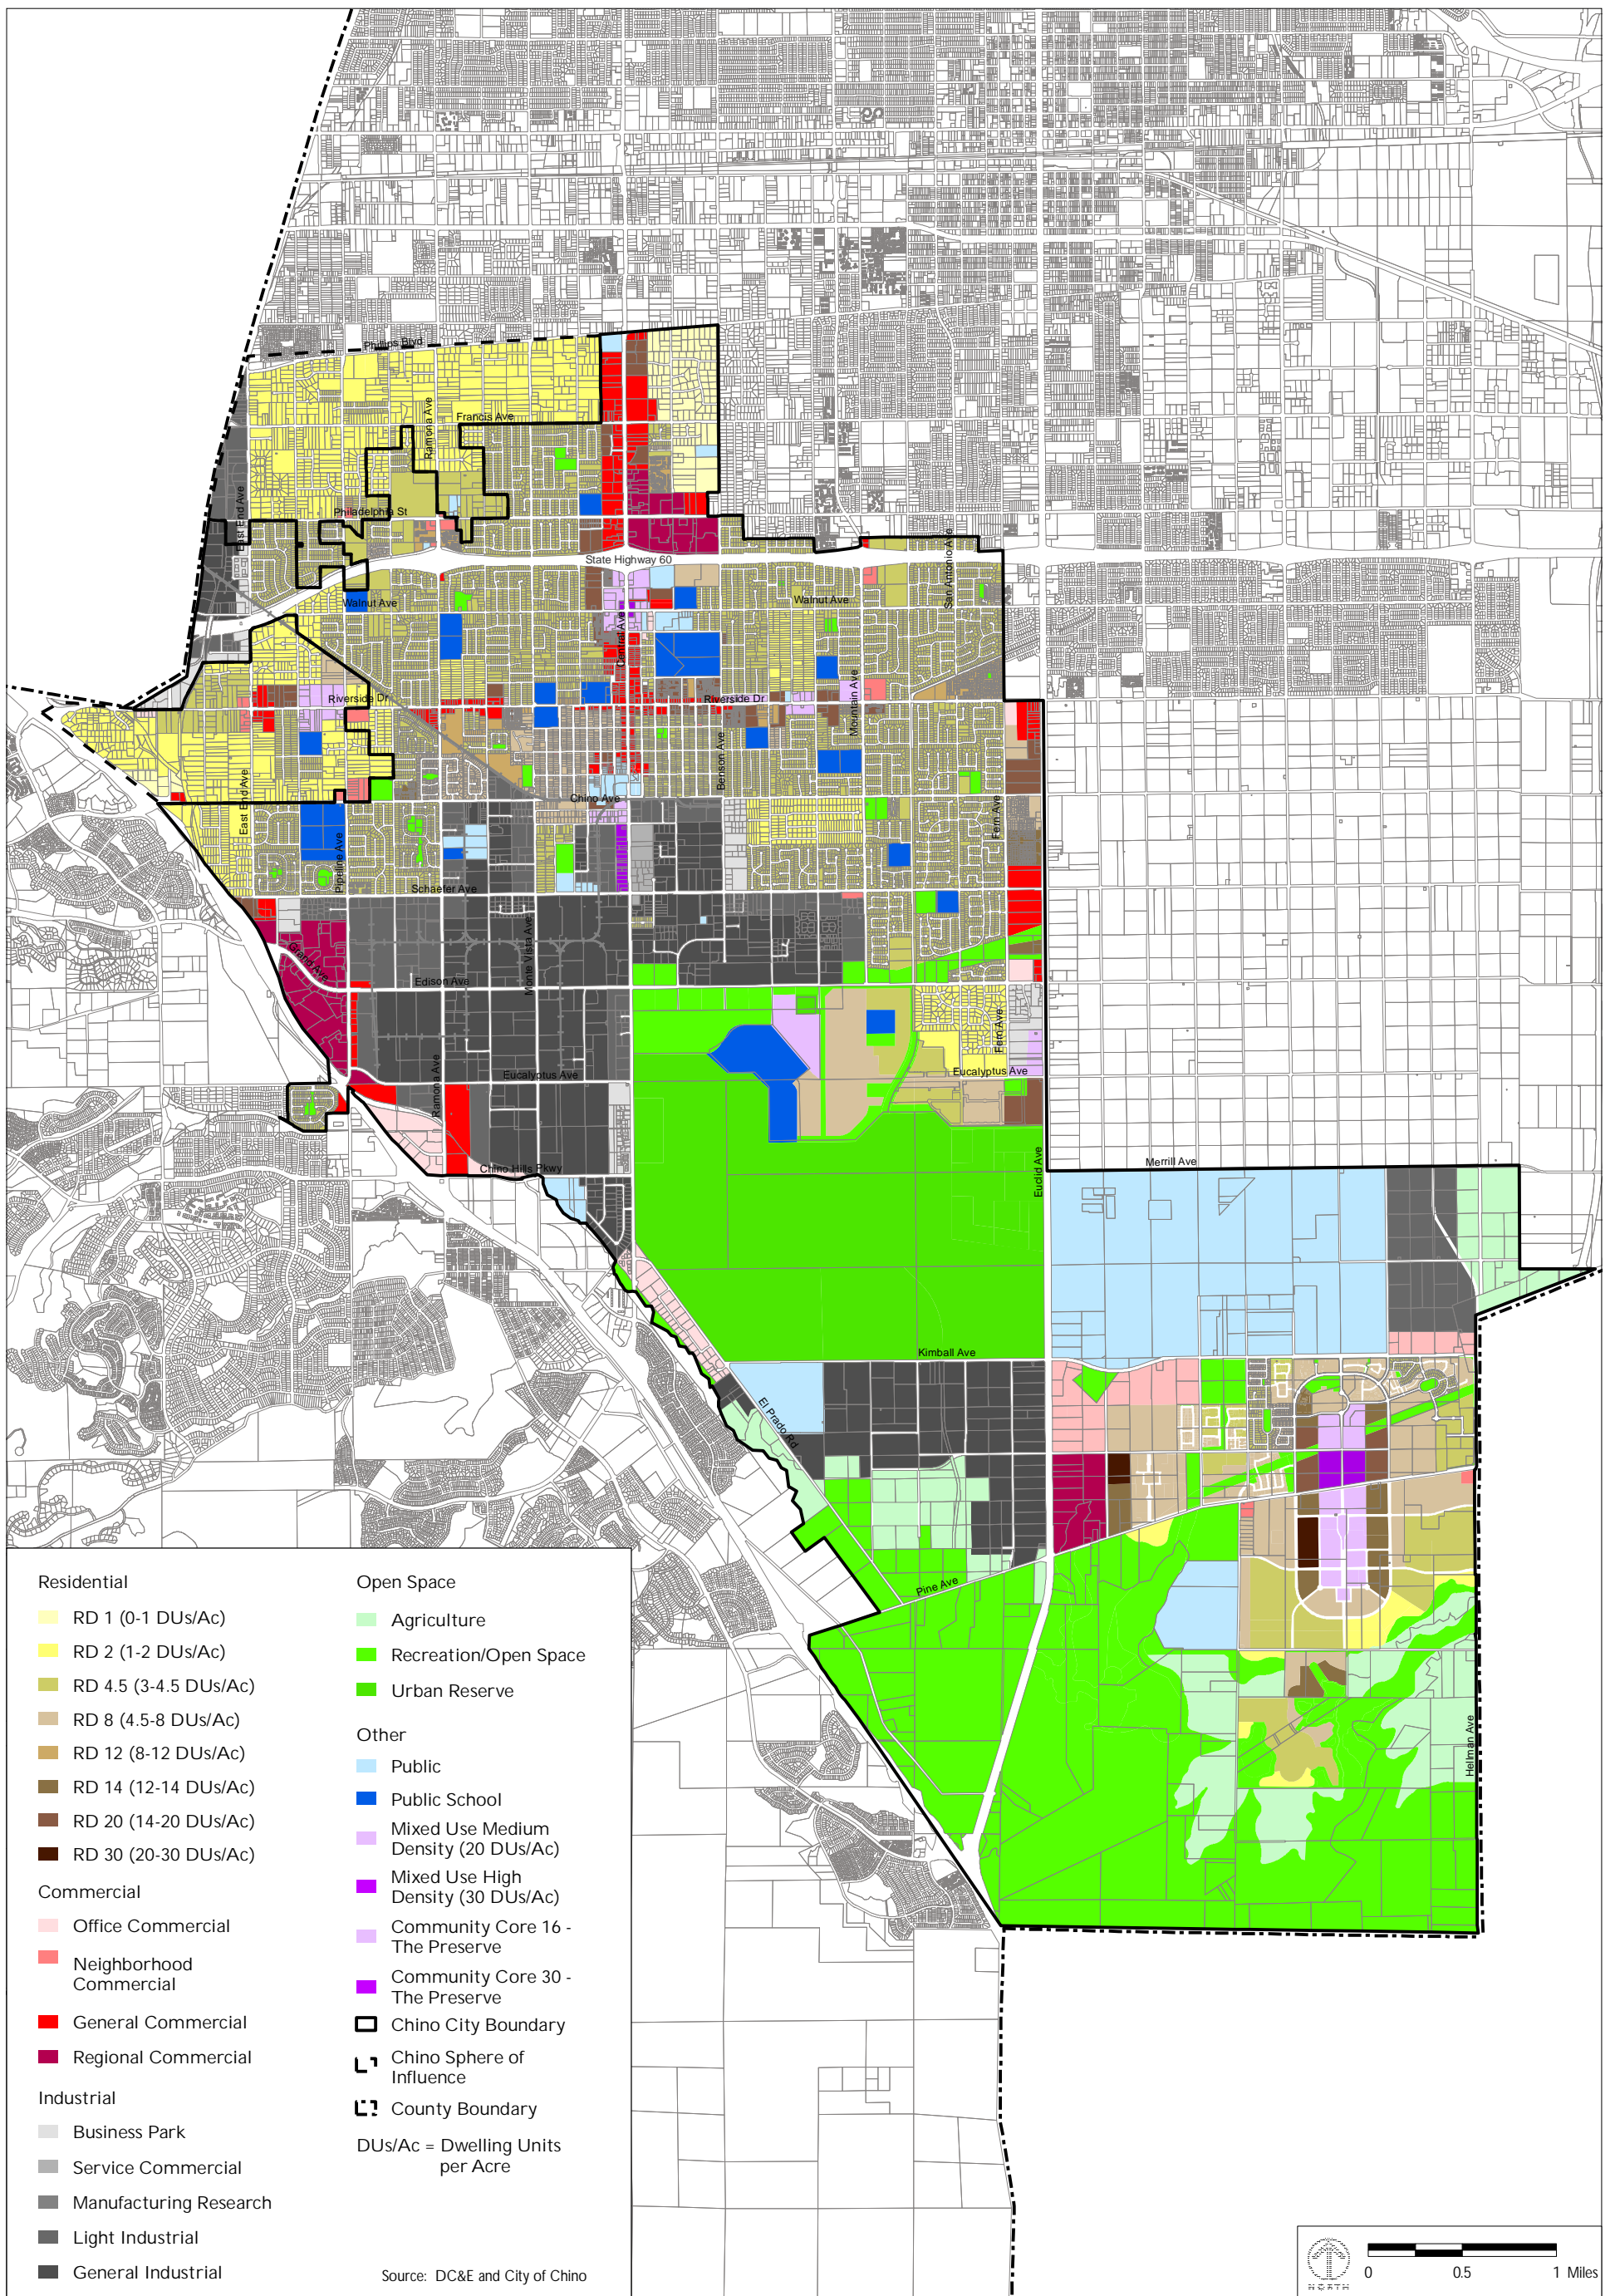 Phillips Blvd
Ramona Ave
Francis Ave
East End Ave
Philadelphia St
State Highway 60
San Antonio Ave
Walnut Ave
Walnut Ave
Central Ave
Riverside Dr
Riverside Dr
Mountain Ave
Benson Ave
East End Ave
Chino Ave
Fern Ave
Pipeline Ave
Schaefer Ave
Monte Vista Ave
Grand Ave
Edison Ave
Fern Ave
Ramona Ave
Eucalyptus Ave
Eucalyptus Ave
Chino Hills Pkwy
Euclid Ave
Merrill Ave
Kimball Ave
El Prado Rd
Pine Ave
Hellman Ave
Residential
RD 1 (0-1 DUs/Ac)
RD 2 (1-2 DUs/Ac)
RD 4.5 (3-4.5 DUs/Ac)
RD 8 (4.5-8 DUs/Ac)
RD 12 (8-12 DUs/Ac)
RD 14 (12-14 DUs/Ac)
RD 20 (14-20 DUs/Ac)
RD 30 (20-30 DUs/Ac)
Commercial
Office Commercial
Neighborhood
Commercial
General Commercial
Regional Commercial
Industrial
Business Park
Service Commercial
Manufacturing Research
Light Industrial
General Industrial
Open Space
Agriculture
Recreation/Open Space
Urban Reserve
Other
Public
Public School
Mixed Use Medium
Density (20 DUs/Ac)
Mixed Use High
Density (30 DUs/Ac)
Community Core 16 -
The Preserve
Community Core 30 -
The Preserve
Chino City Boundary
Chino Sphere of
Influence
County Boundary
DUs/Ac = Dwelling Units
per Acre
Source: DC&E and City of Chino
NORTH
0 0.5 1 Miles